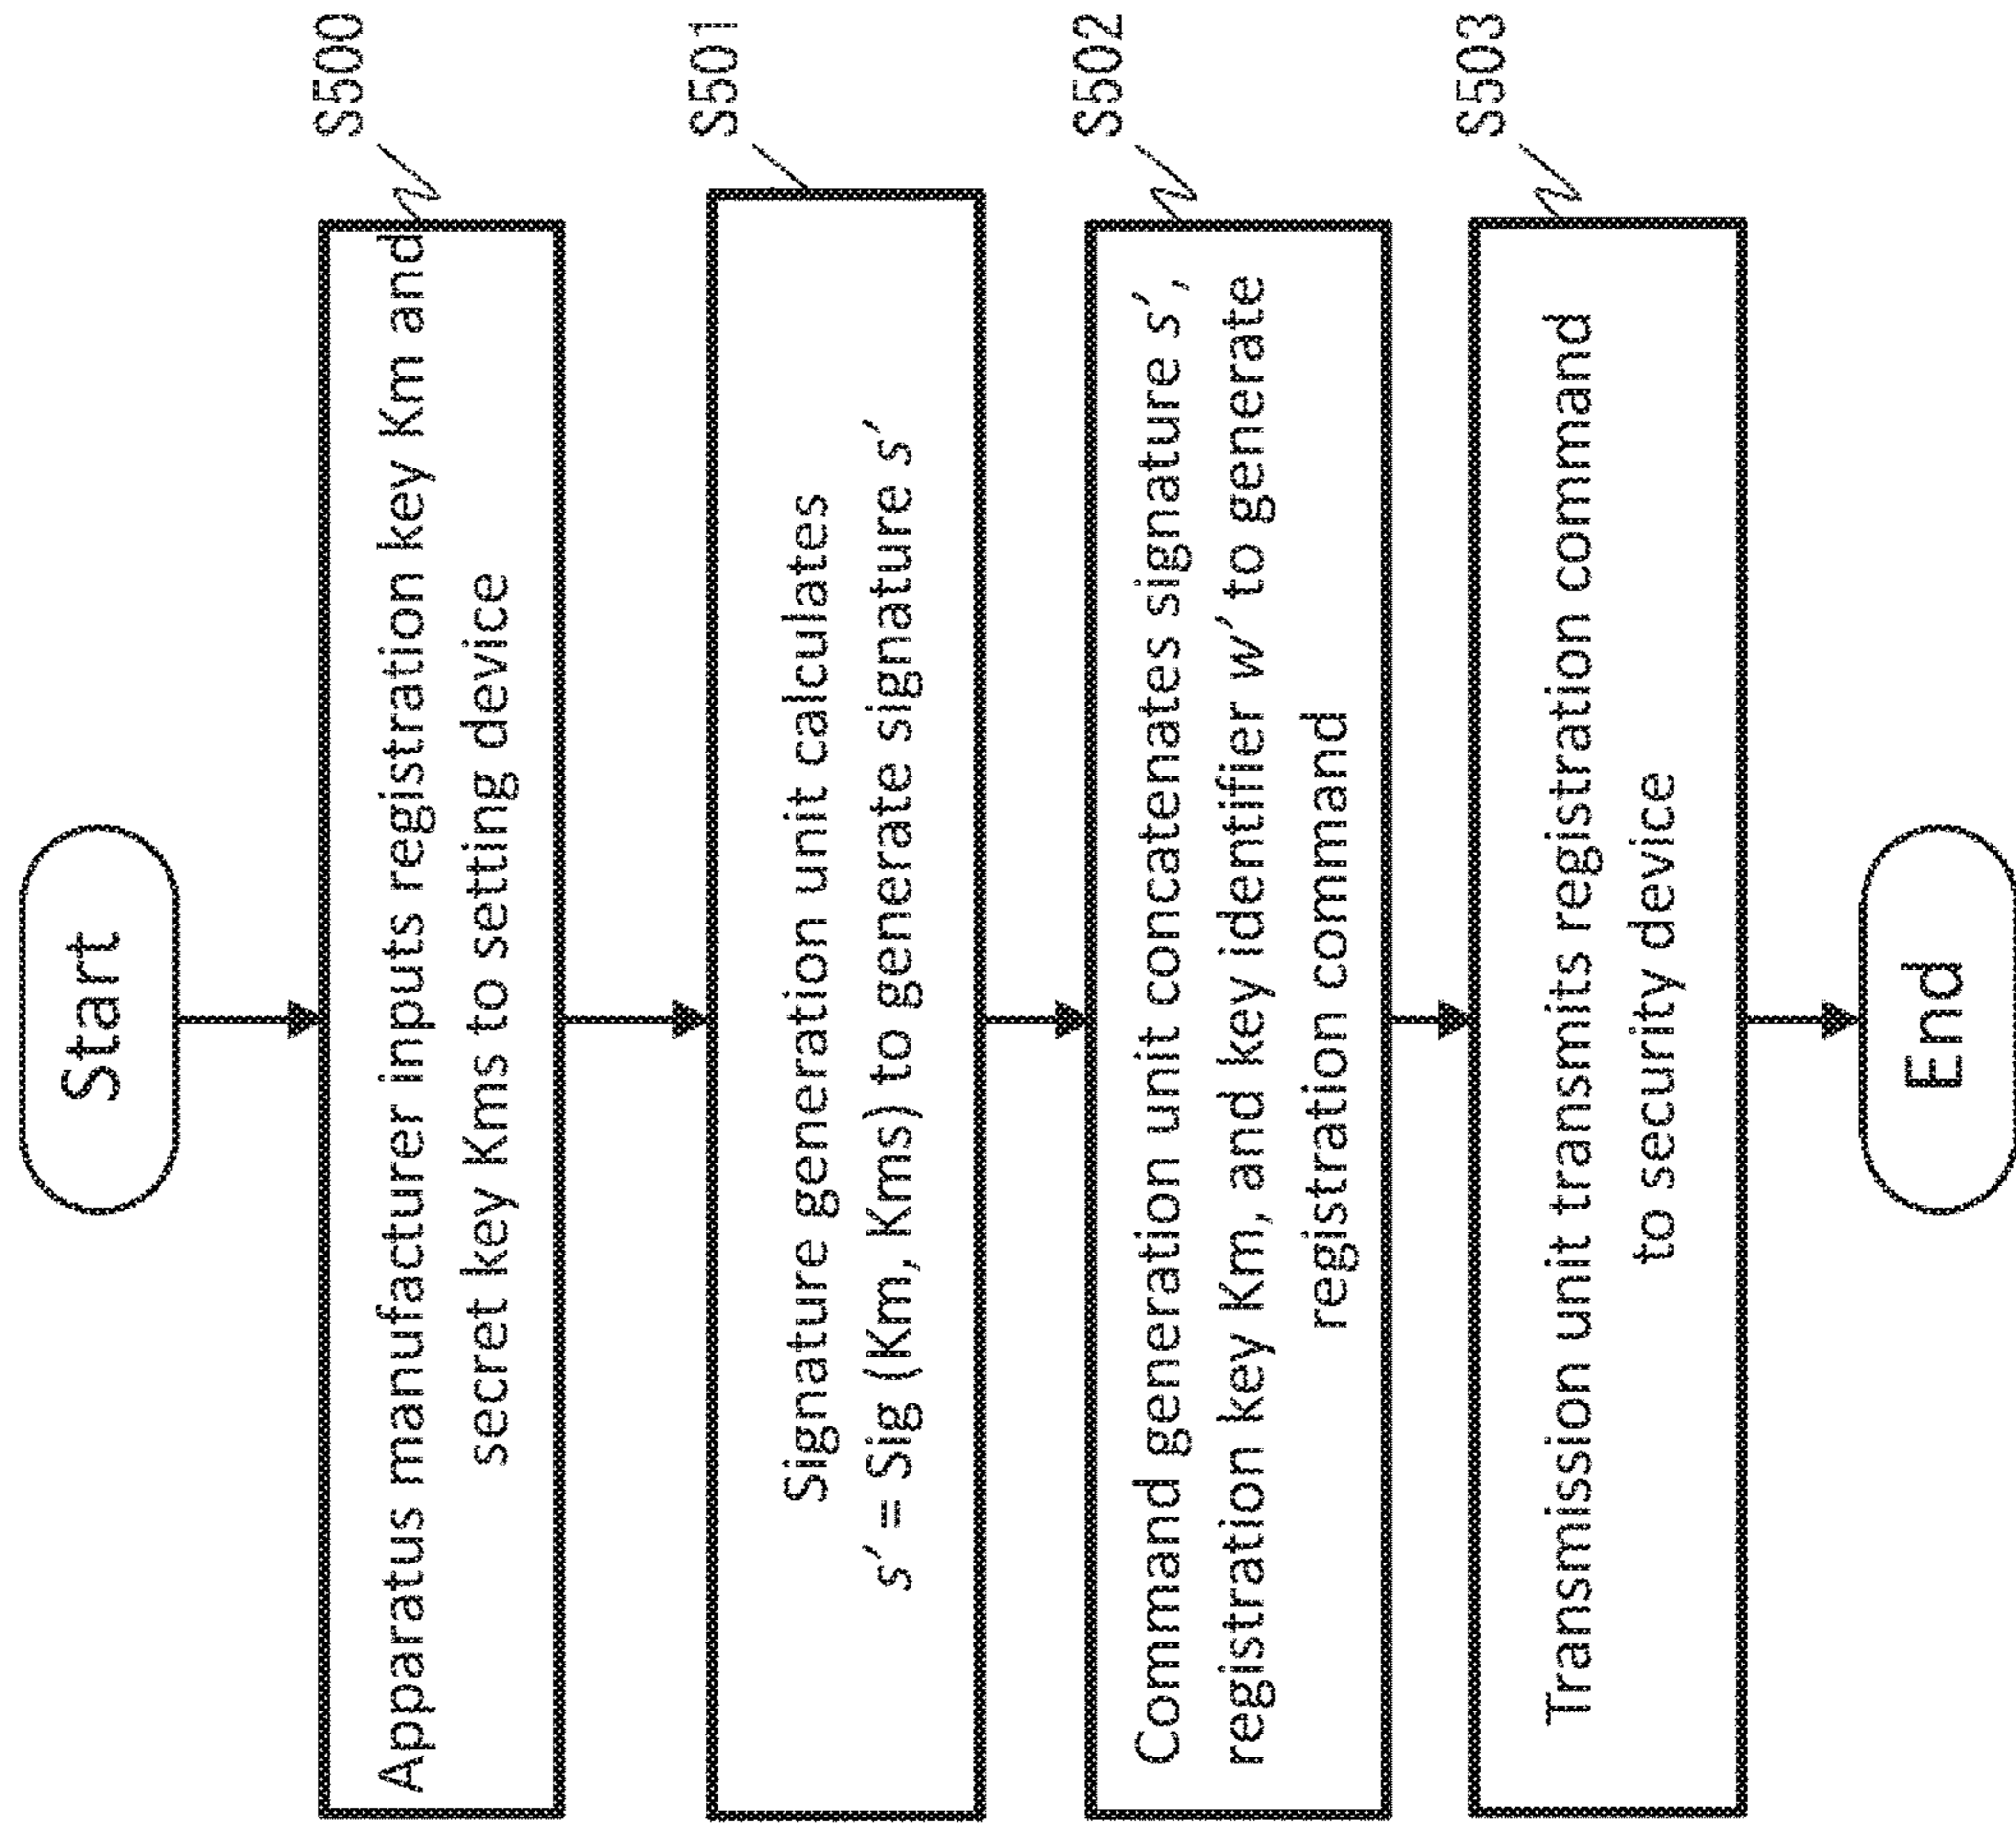 Start
S500
Apparatus manufacturer inputs registration key Km and
secret key Kms to setting device
S501
Signature generation unit calculates
s′ = Sig (Km, Kms) to generate signature s′
S502
Command generation unit concatenates signature s′,
registration key Km, and key identifier w′ to generate
registration command
S503
Transmission unit transmits registration command
to security device
End